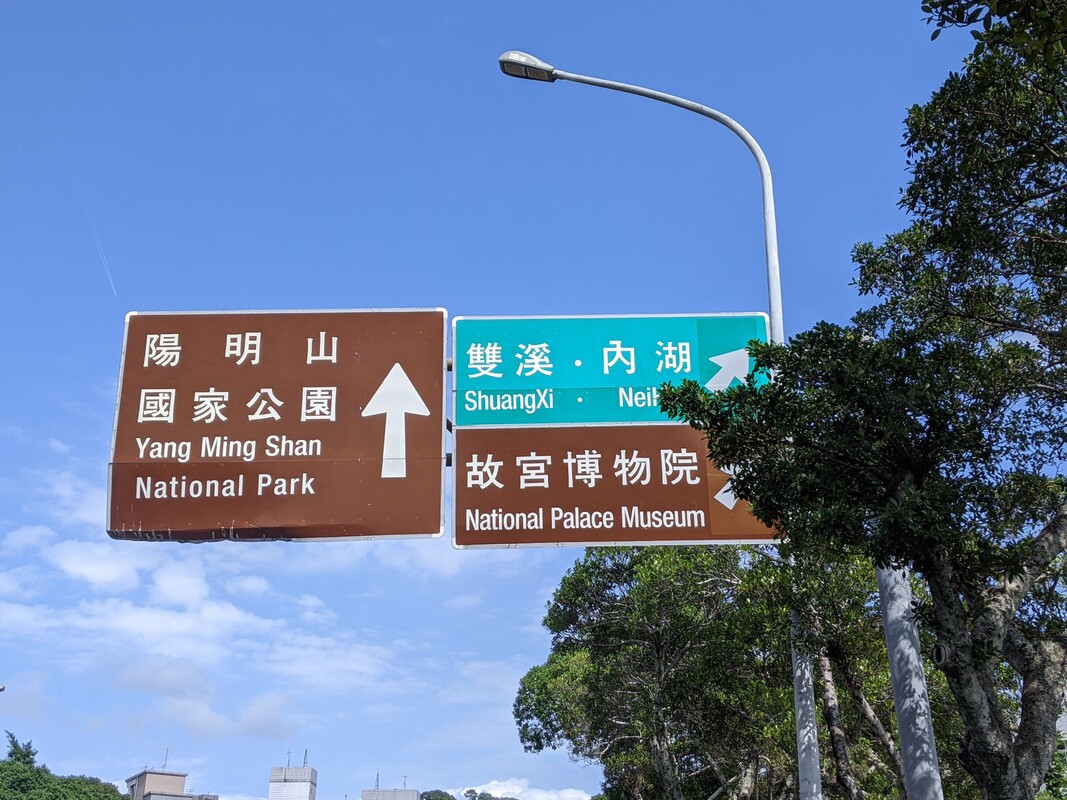 陽明山
國家公園
Yang Ming Shan
National Park
雙溪．內湖
ShuangXi ．
故宮博物院
National Palace Museum